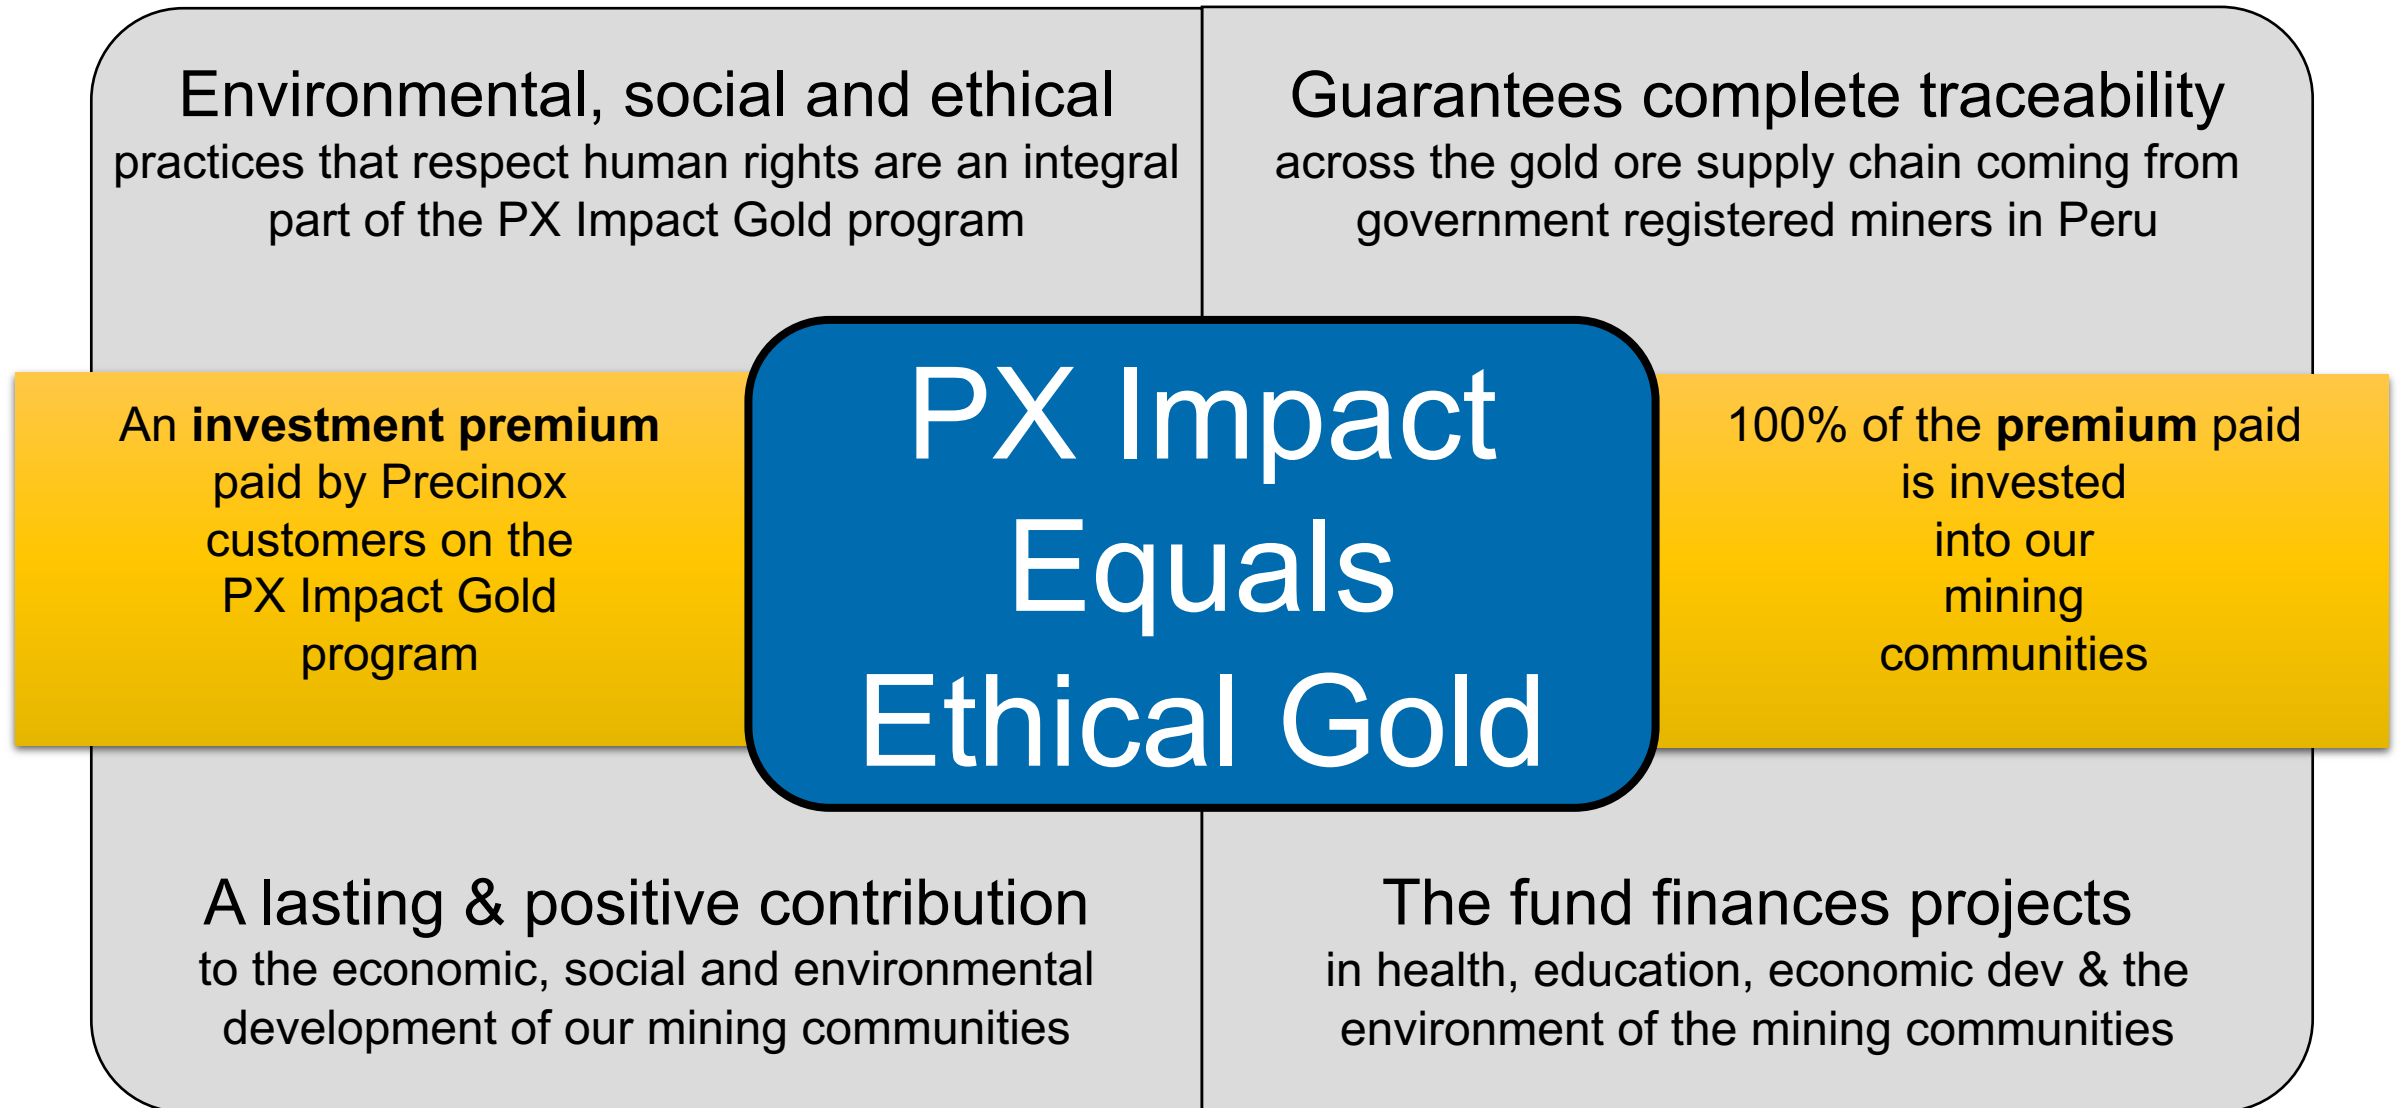 Environmental, social and ethical
practices that respect human rights are an integral
part of the PX Impact Gold program
Guarantees complete traceability
across the gold ore supply chain coming from
government registered miners in Peru
An investment premium
paid by Precinox
customers on the
PX Impact Gold
program
PX Impact
Equals
Ethical Gold
100% of the premium paid
is invested
into our
mining
communities
A lasting & positive contribution
to the economic, social and environmental
development of our mining communities
The fund finances projects
in health, education, economic dev & the
environment of the mining communities